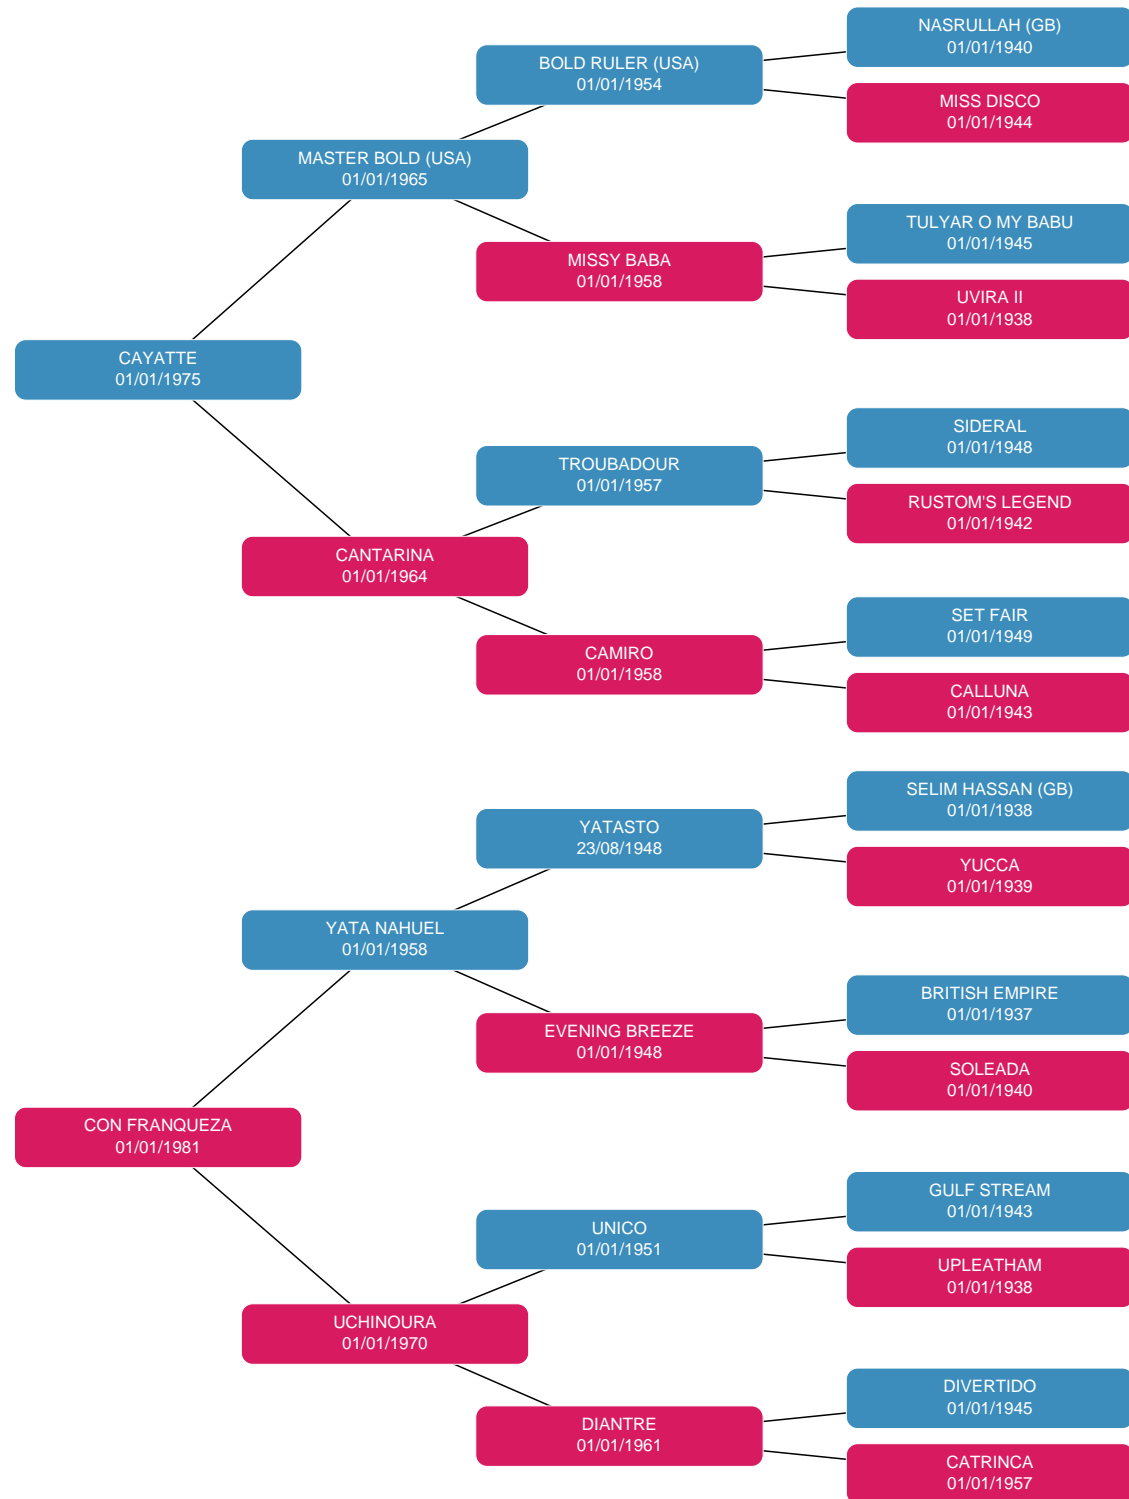 NASRULLAH (GB)
01/01/1940
BOLD RULER (USA)
01/01/1954
MISS DISCO
01/01/1944
MASTER BOLD (USA)
01/01/1965
TULYAR O MY BABU
01/01/1945
MISSY BABA
01/01/1958
UVIRA II
01/01/1938
CAYATTE
01/01/1975
SIDERAL
01/01/1948
TROUBADOUR
01/01/1957
RUSTOM'S LEGEND
01/01/1942
CANTARINA
01/01/1964
SET FAIR
01/01/1949
CAMIRO
01/01/1958
CALLUNA
01/01/1943
SELIM HASSAN (GB)
01/01/1938
YATASTO
23/08/1948
YUCCA
01/01/1939
YATA NAHUEL
01/01/1958
BRITISH EMPIRE
01/01/1937
EVENING BREEZE
01/01/1948
SOLEADA
01/01/1940
CON FRANQUEZA
01/01/1981
GULF STREAM
01/01/1943
UNICO
01/01/1951
UPLEATHAM
01/01/1938
UCHINOURA
01/01/1970
DIVERTIDO
01/01/1945
DIANTRE
01/01/1961
CATRINCA
01/01/1957